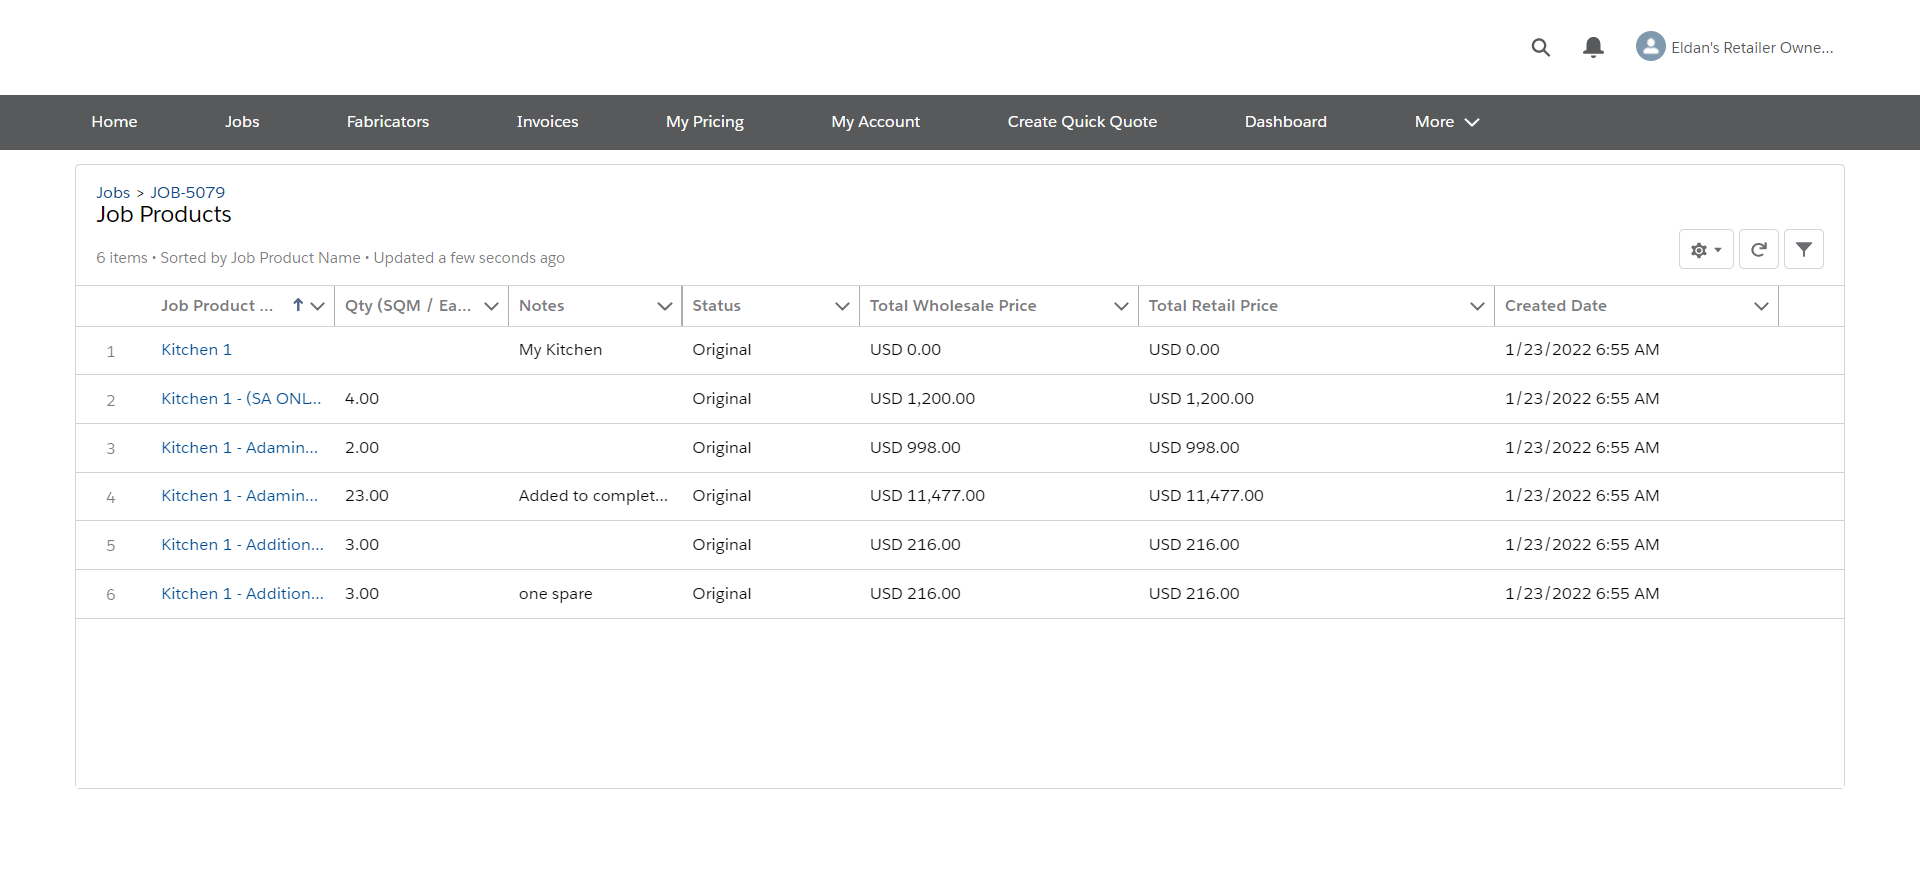 Eldan's Retailer Owne...
Home Jobs Fabricators Invoices My Pricing My Account Create Quick Quote Dashboard More
Jobs > JOB-5079
Job Products
6 items • Sorted by Job Product Name • Updated a few seconds ago
Job Product ... Qty (SQM / Ea... Notes Status Total Wholesale Price Total Retail Price Created Date
1 Kitchen 1 My Kitchen Original USD 0.00 USD 0.00 1/23/2022 6:55 AM
2 Kitchen 1 - (SA ONL... 4.00 Original USD 1,200.00 USD 1,200.00 1/23/2022 6:55 AM
3 Kitchen 1 - Adamin... 2.00 Original USD 998.00 USD 998.00 1/23/2022 6:55 AM
4 Kitchen 1 - Adamin... 23.00 Added to complet... Original USD 11,477.00 USD 11,477.00 1/23/2022 6:55 AM
5 Kitchen 1 - Addition... 3.00 Original USD 216.00 USD 216.00 1/23/2022 6:55 AM
6 Kitchen 1 - Addition... 3.00 one spare Original USD 216.00 USD 216.00 1/23/2022 6:55 AM